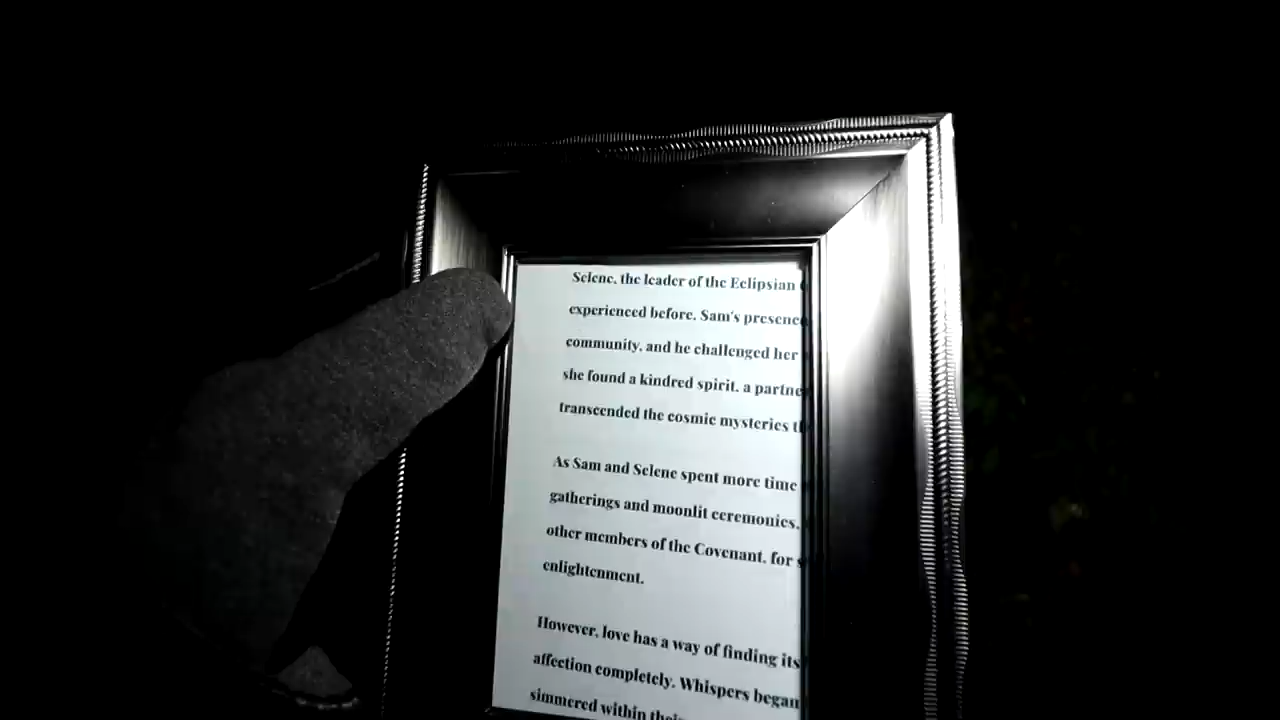 Selene, the leader of the Eclipsian
experienced before. Sam's presence
community, and he challenged her
she found a kindred spirit, a partne
transcended the cosmic mysteries t
As Sam and Selene spent more time
gatherings and moonlit ceremonies.
other members of the Covenant, for s
enlightenment.
However, love has a way of finding its
affection completely. Whispers began
simmered within their